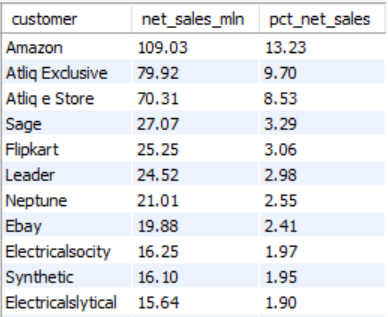 customer net_sales_mln pct_net_sales
Amazon 109.03 13.23
Atliq Exclusive 79.92 9.70
Atliq e Store 70.31 8.53
Sage 27.07 3.29
Flipkart 25.25 3.06
Leader 24.52 2.98
Neptune 21.01 2.55
Ebay 19.88 2.41
Electricalsocity 16.25 1.97
Synthetic 16.10 1.95
Electricalslytical 15.64 1.90